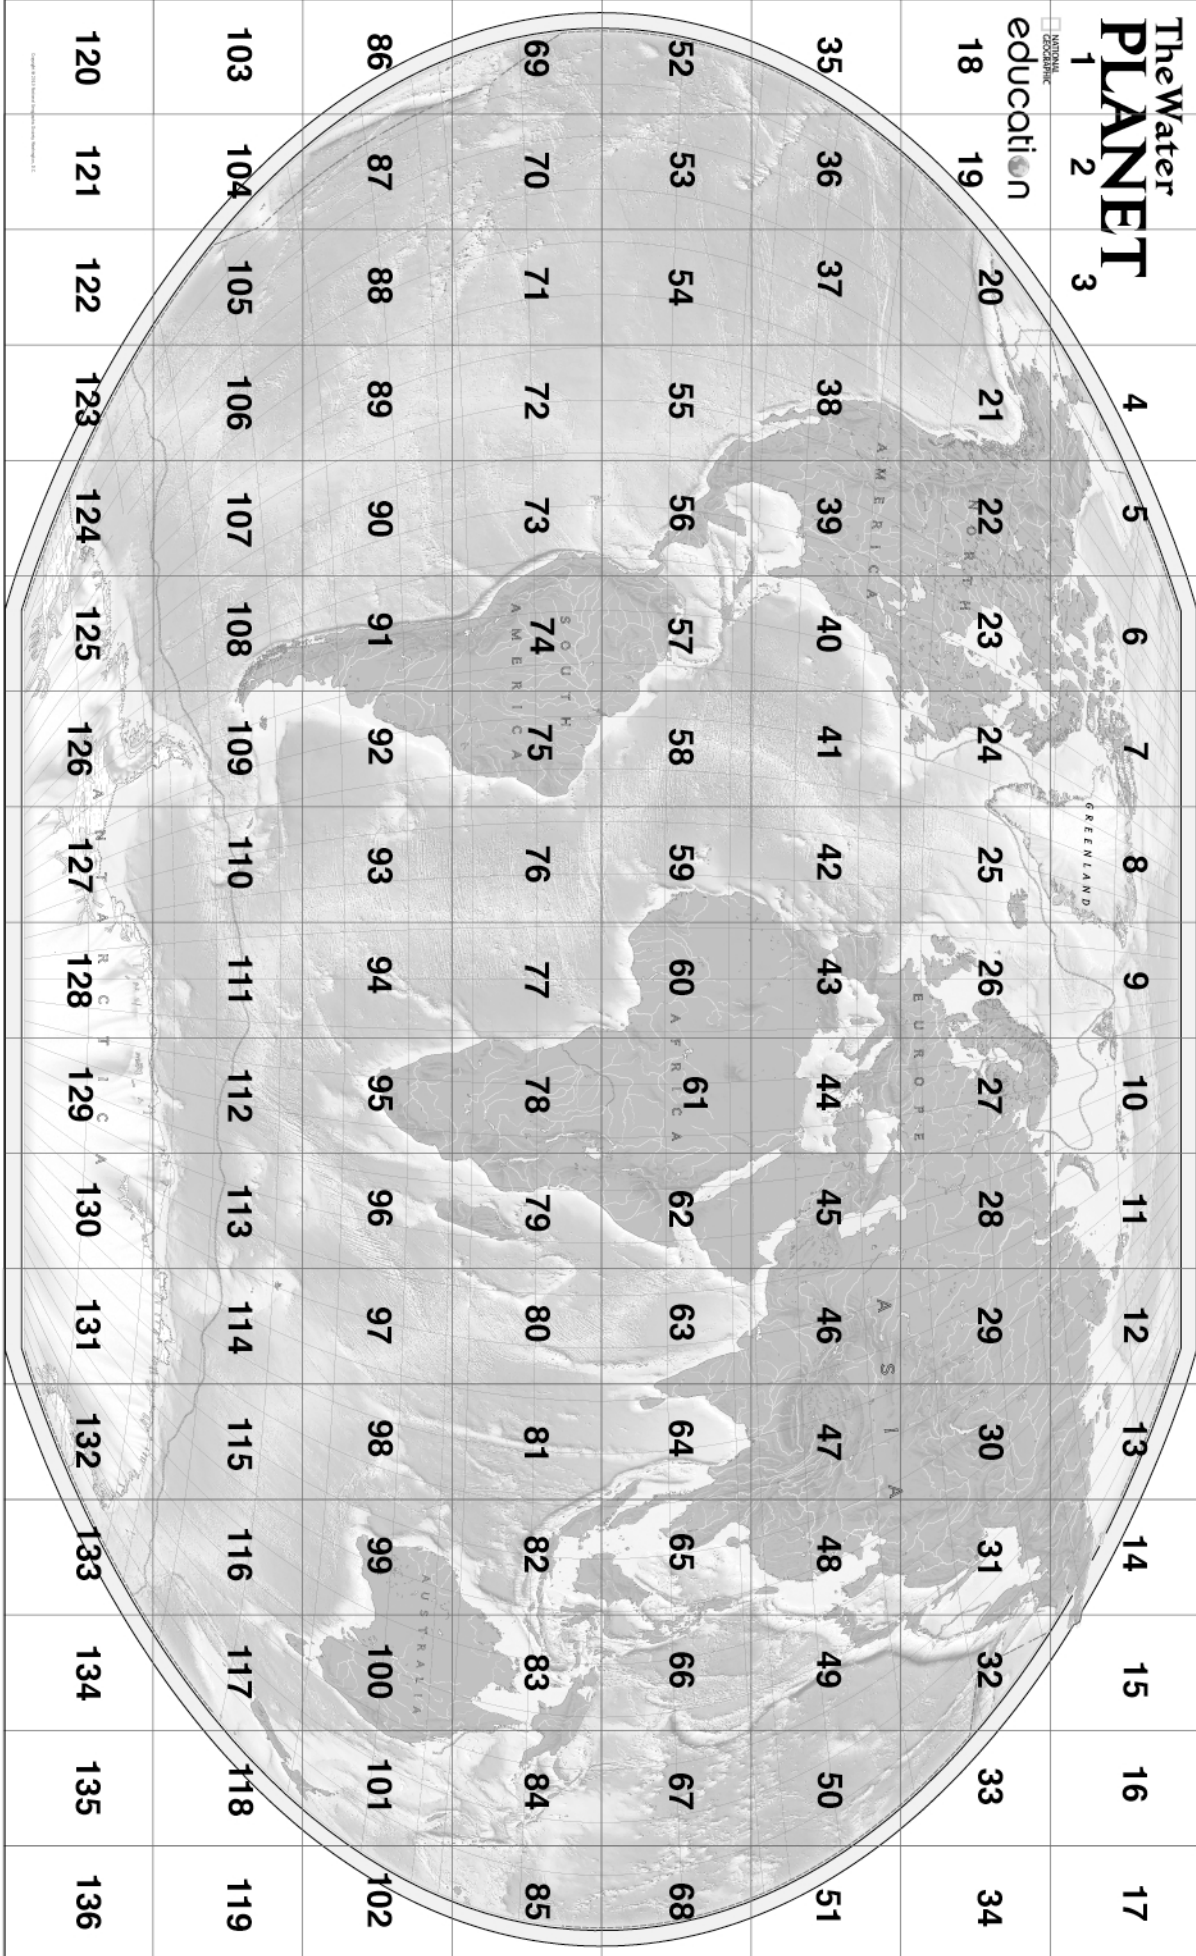 The Water
PLANET
NATIONAL
GEOGRAPHIC
education
1 2 3 4 5 6 7 8 9 10 11 12 13 14 15 16 17
18 19 20 21 22 23 24 25 26 27 28 29 30 31 32 33 34
35 36 37 38 39 40 41 42 43 44 45 46 47 48 49 50 51
52 53 54 55 56 57 58 59 60 61 62 63 64 65 66 67 68
69 70 71 72 73 74 75 76 77 78 79 80 81 82 83 84 85
86 87 88 89 90 91 92 93 94 95 96 97 98 99 100 101 102
103 104 105 106 107 108 109 110 111 112 113 114 115 116 117 118 119
120 121 122 123 124 125 126 127 128 129 130 131 132 133 134 135 136
GREENLAND
NORTH
AMERICA
EUROPE
ASIA
AFRICA
SOUTH
AMERICA
AUSTRALIA
ANTARCTICA